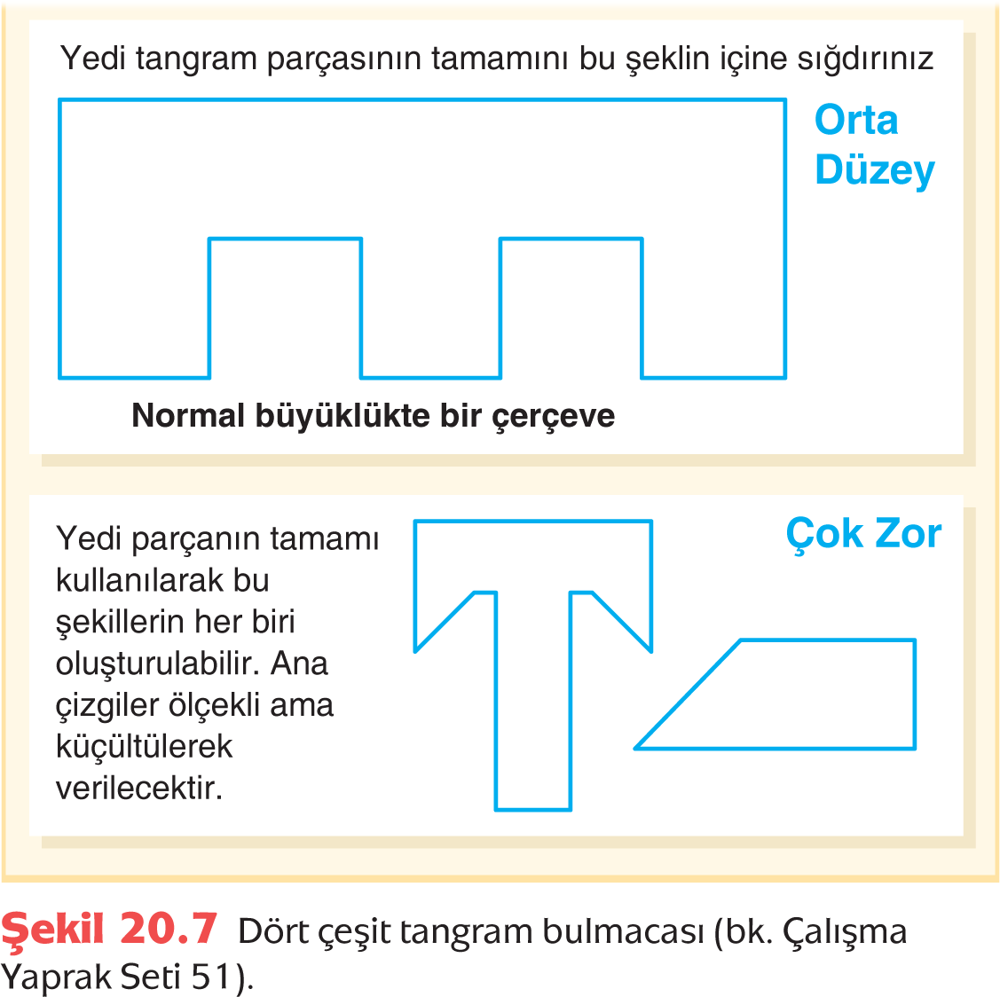 Yedi tangram parçasının tamamını bu şeklin içine sığdırınız
Orta
Düzey
Normal büyüklükte bir çerçeve
Yedi parçanın tamamı
kullanılarak bu
şekillerin her biri
oluşturulabilir. Ana
çizgiler ölçekli ama
küçültülerek
verilecektir.
Çok Zor
Şekil 20.7 Dört çeşit tangram bulmacası (bk. Çalışma
Yaprak Seti 51).